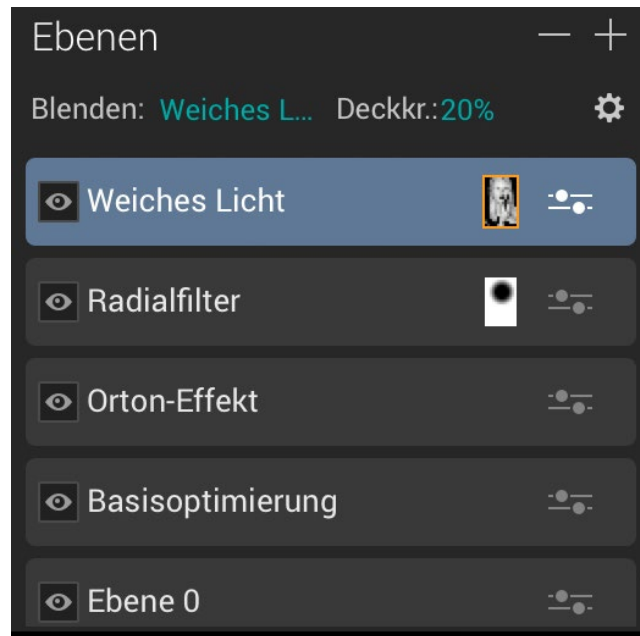 Ebenen
Blenden: Weiches L... Deckkr.:20%
Weiches Licht
Radialfilter
Orton-Effekt
Basisoptimierung
Ebene 0